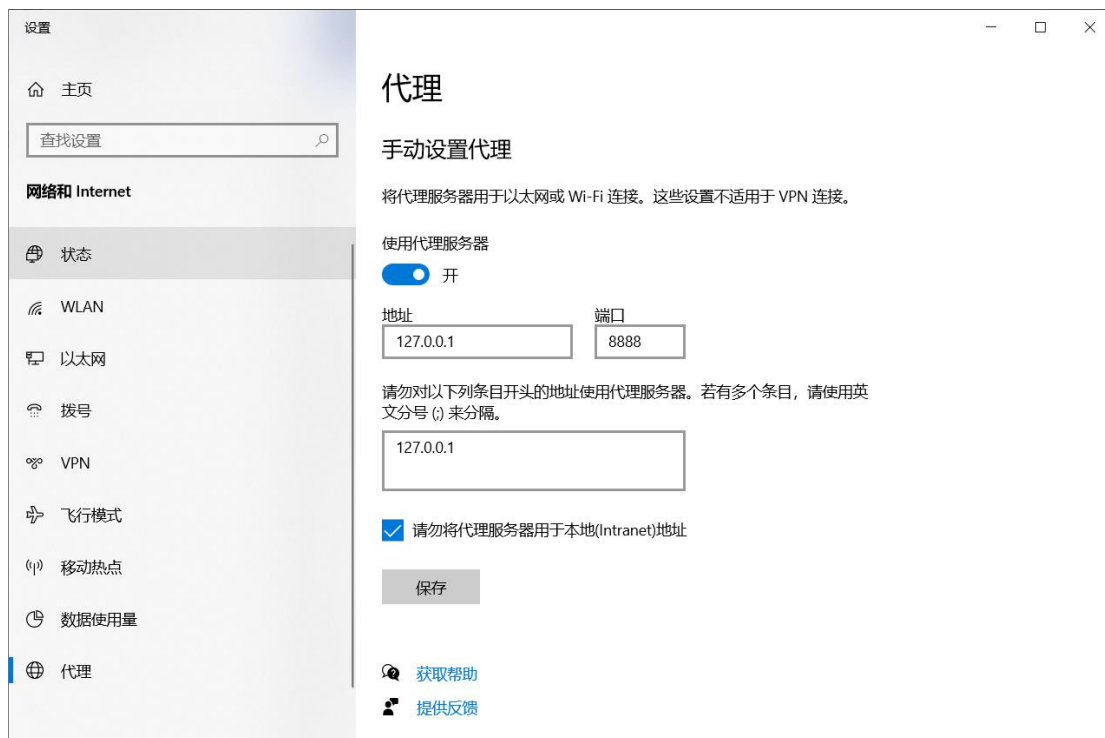 设置
主页
查找设置
网络和 Internet
状态
WLAN
以太网
拨号
VPN
飞行模式
移动热点
数据使用量
代理
代理
手动设置代理
将代理服务器用于以太网或 Wi-Fi 连接。这些设置不适用于 VPN 连接。
使用代理服务器
开
地址 端口
127.0.0.1 8888
请勿对以下列条目开头的地址使用代理服务器。若有多个条目，请使用英
文分号 (;) 来分隔。
127.0.0.1
请勿将代理服务器用于本地(Intranet)地址
保存
获取帮助
提供反馈